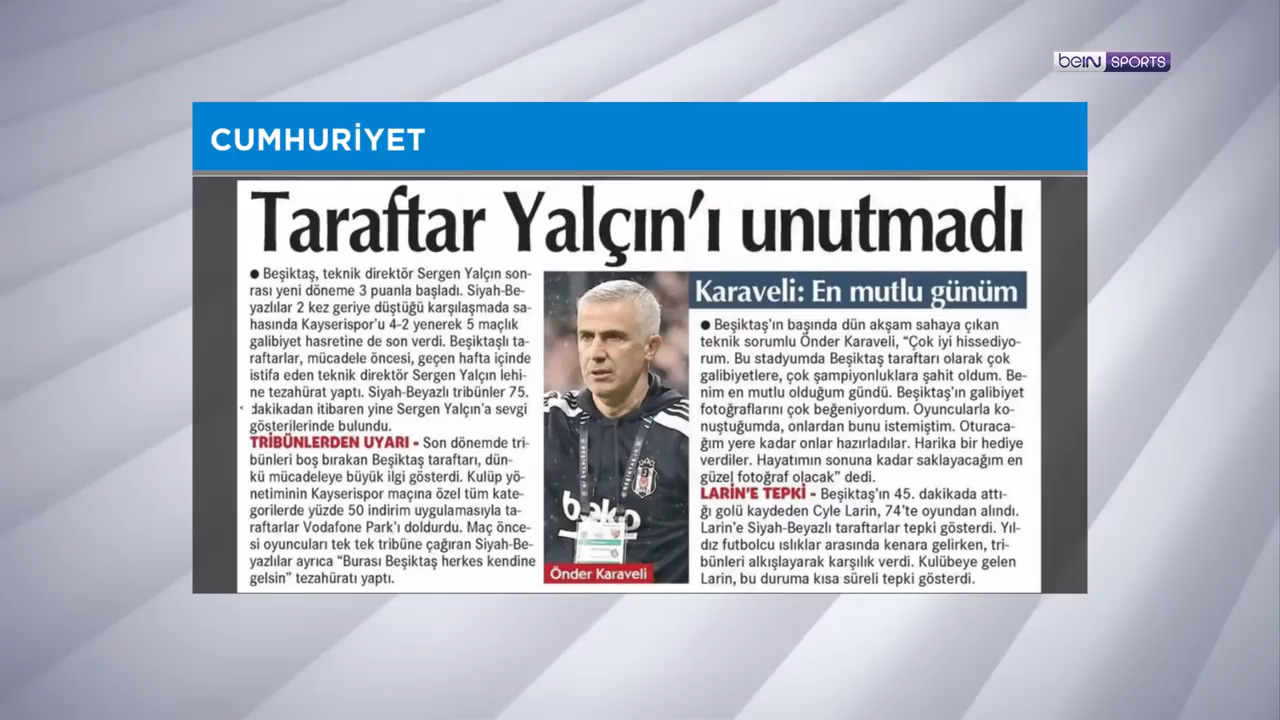 beIN SPORTS
CUMHURİYET
Taraftar Yalçın’ı unutmadı
● Beşiktaş, teknik direktör Sergen Yalçın son-
rası yeni döneme 3 puanla başladı. Siyah-Be-
yazlılar 2 kez geriye düştüğü karşılaşmada sa-
hasında Kayserispor’u 4-2 yenerek 5 maçlık
galibiyet hasretine de son verdi. Beşiktaşlı ta-
raftarlar, mücadele öncesi, geçen hafta içinde
istifa eden teknik direktör Sergen Yalçın lehi-
ne tezahürat yaptı. Siyah-Beyazlı tribünler 75.
dakikadan itibaren yine Sergen Yalçın’a sevgi
gösterilerinde bulundu.
TRİBÜNLERDEN UYARI - Son dönemde tri-
bünleri boş bırakan Beşiktaş taraftarı, dün-
kü mücadeleye büyük ilgi gösterdi. Kulüp yö-
netiminin Kayserispor maçına özel tüm kate-
gorilerde yüzde 50 indirim uygulamasıyla ta-
raftarlar Vodafone Park’ı doldurdu. Maç önce-
si oyuncuları tek tek tribüne çağıran Siyah-Be-
yazlılar ayrıca “Burası Beşiktaş herkes kendine
gelsin” tezahüratı yaptı.
beko
Önder Karaveli
Karaveli: En mutlu günüm
● Beşiktaş’ın başında dün akşam sahaya çıkan
teknik sorumlu Önder Karaveli, “Çok iyi hissediyo-
rum. Bu stadyumda Beşiktaş taraftarı olarak çok
galibiyetlere, çok şampiyonluklara şahit oldum. Be-
nim en mutlu olduğum gündü. Beşiktaş’ın galibiyet
fotoğraflarını çok beğeniyordum. Oyuncularla ko-
nuştuğumda, onlardan bunu istemiştim. Oturaca-
ğım yere kadar onlar hazırladılar. Harika bir hediye
verdiler. Hayatımın sonuna kadar saklayacağım en
güzel fotoğraf olacak” dedi.
LARİN’E TEPKİ - Beşiktaş’ın 45. dakikada attı-
ğı golü kaydeden Cyle Larin, 74’te oyundan alındı.
Larin’e Siyah-Beyazlı taraftarlar tepki gösterdi. Yıl-
dız futbolcu ıslıklar arasında kenara gelirken, tri-
bünleri alkışlayarak karşılık verdi. Kulübeye gelen
Larin, bu duruma kısa süreli tepki gösterdi.